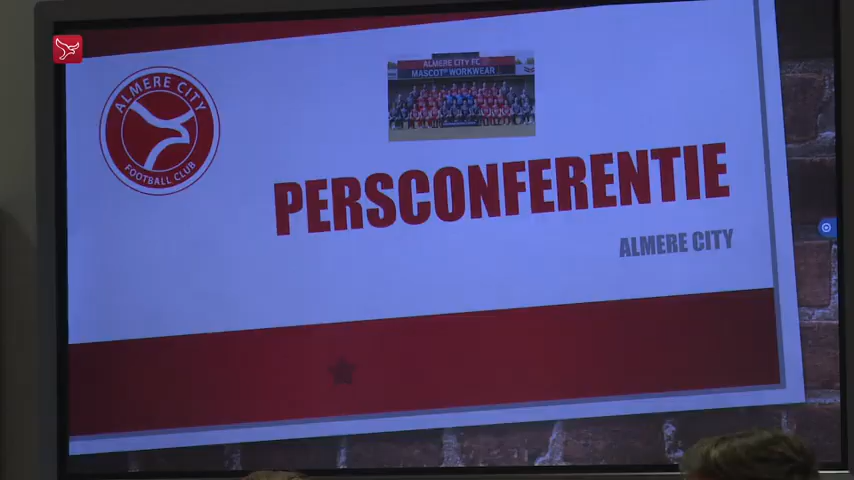 ALMERE CITY
FOOTBALL CLUB
ALMERE CITY FC
MASCOT WORKWEAR
PERSCONFERENTIE
ALMERE CITY